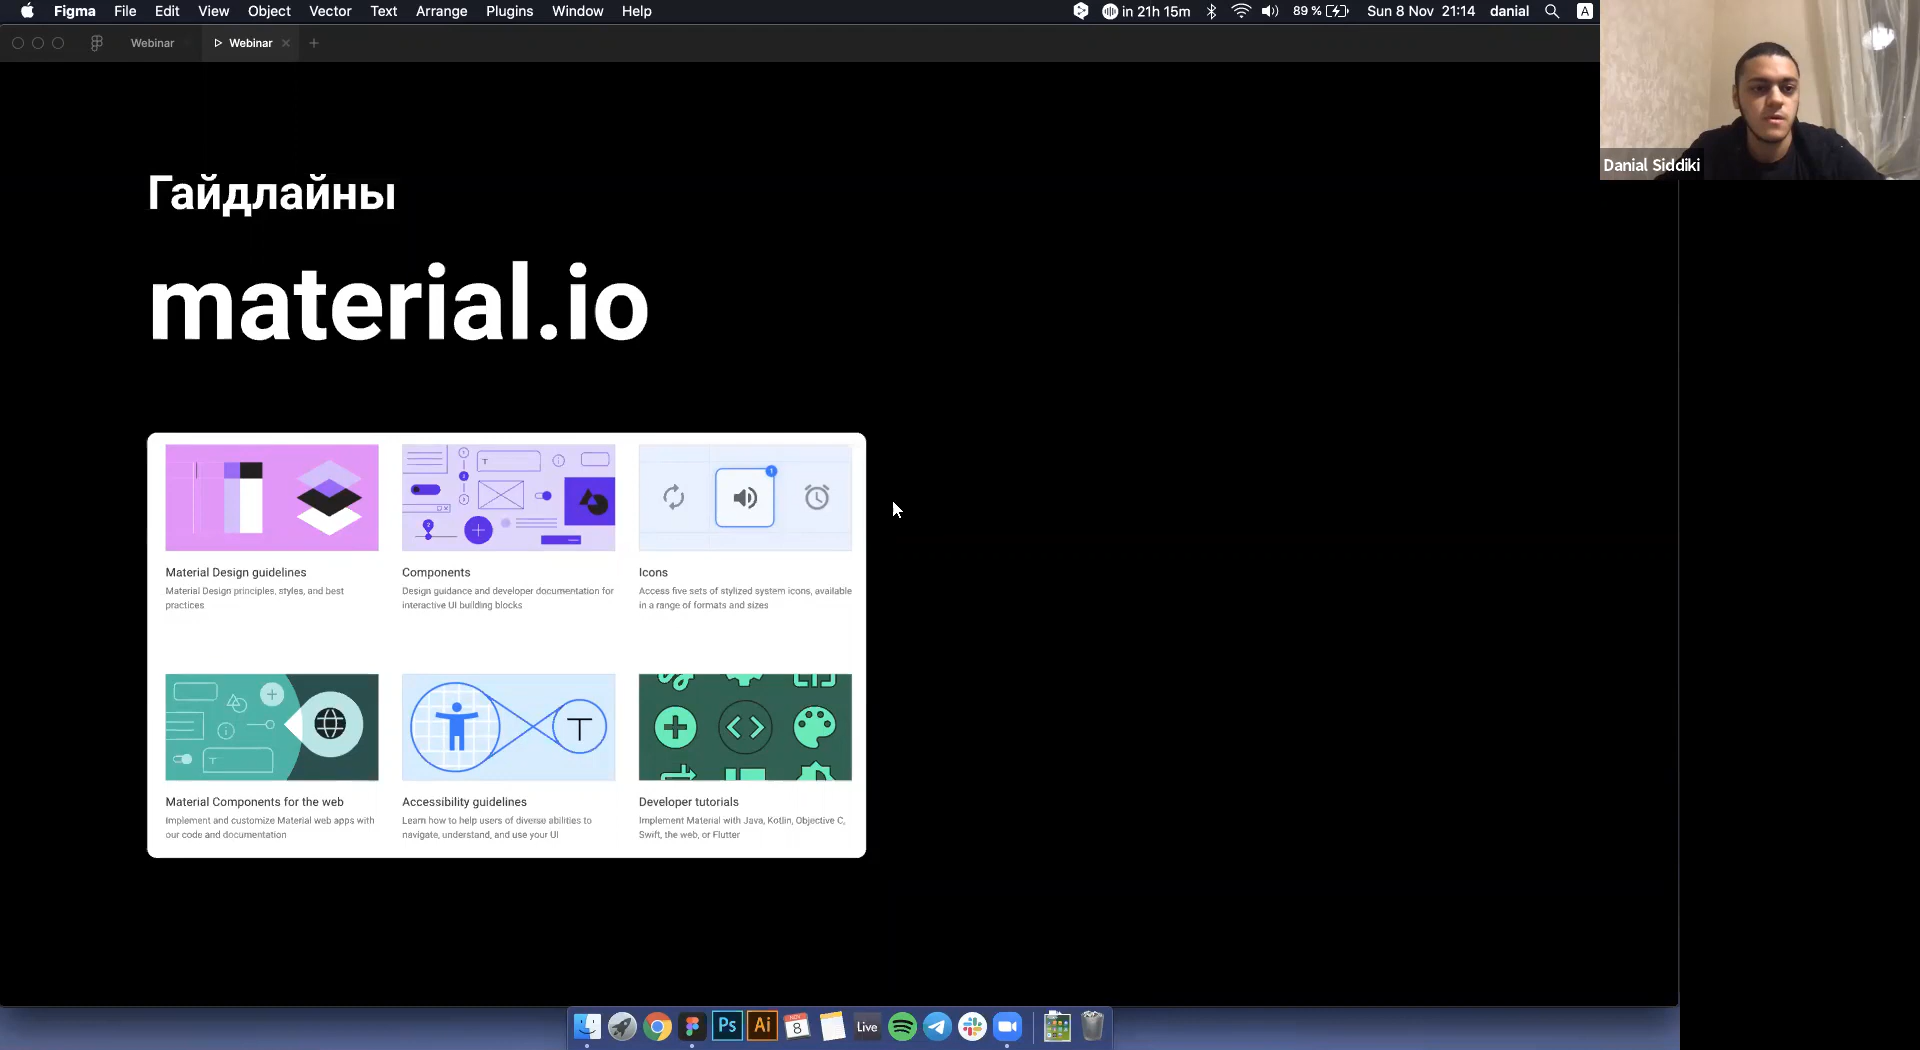 Figma File Edit View Object Vector Text Arrange Plugins Window Help in 21h 15m 89 % Sun 8 Nov 21:14 danial A
Webinar Webinar
Danial Siddiki
Гайдлайны
material.io
Material Design guidelines
Material Design principles, styles, and best
practices
Components
Design guidance and developer documentation for
interactive UI building blocks
Icons
Access five sets of stylized system icons, available
in a range of formats and sizes
Material Components for the web
Implement and customize Material web apps with
our code and documentation
Accessibility guidelines
Learn how to help users of diverse abilities to
navigate, understand, and use your UI
Developer tutorials
Implement Material with Java, Kotlin, Objective C,
Swift, the web, or Flutter
Ps Ai NOV 8 Live